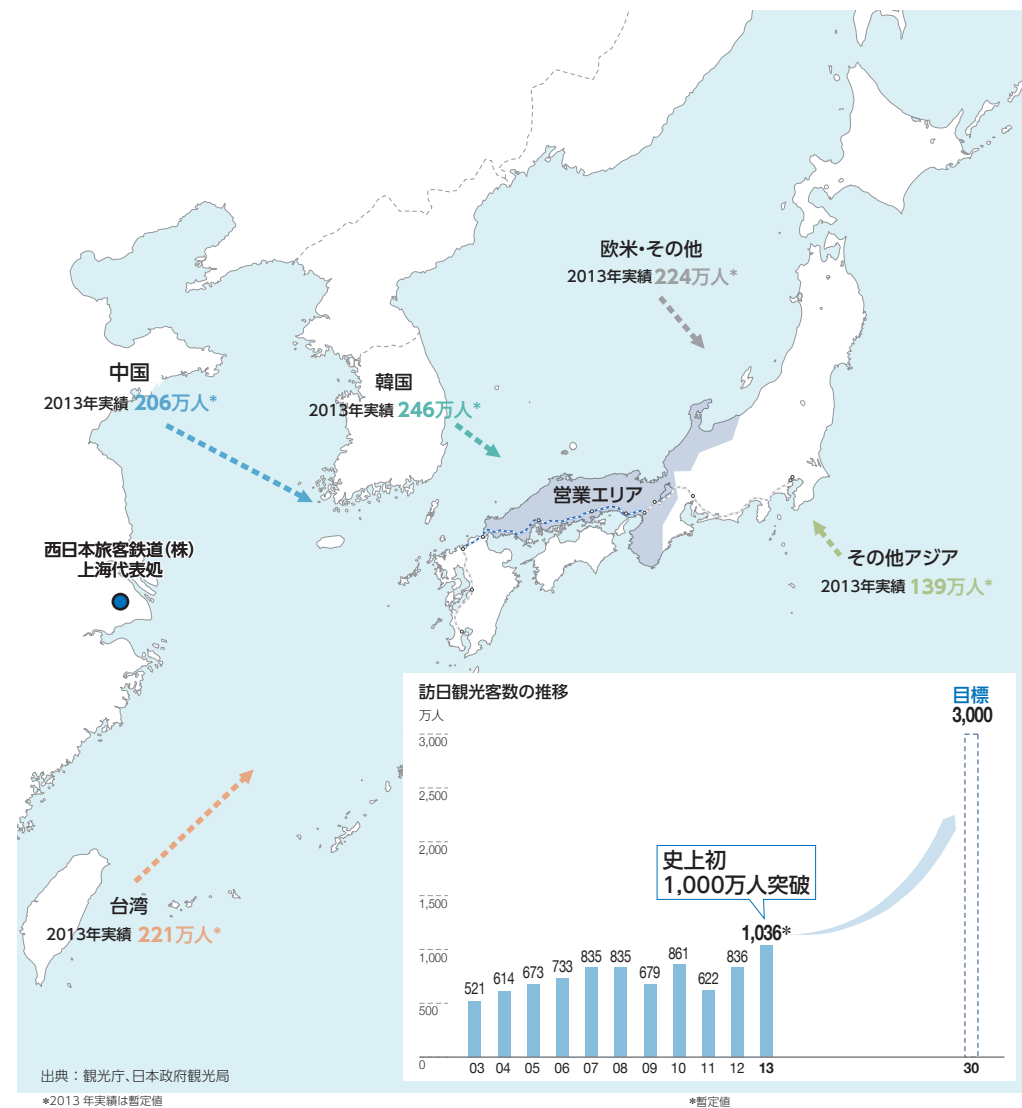 欧米・その他
2013年実績 224万人*
中国
2013年実績 206万人*
韓国
2013年実績 246万人*
営業エリア
西日本旅客鉄道(株)
上海代表処
その他アジア
2013年実績 139万人*
台湾
2013年実績 221万人*
訪日観光客数の推移
万人
目標
3,000
3,000
2,500
2,000
1,500
1,000
500
0
史上初
1,000万人突破
521 614 673 733 835 835 679 861 622 836 1,036*
03 04 05 06 07 08 09 10 11 12 13 30
出典：観光庁、日本政府観光局
*2013 年実績は暫定値
*暫定値